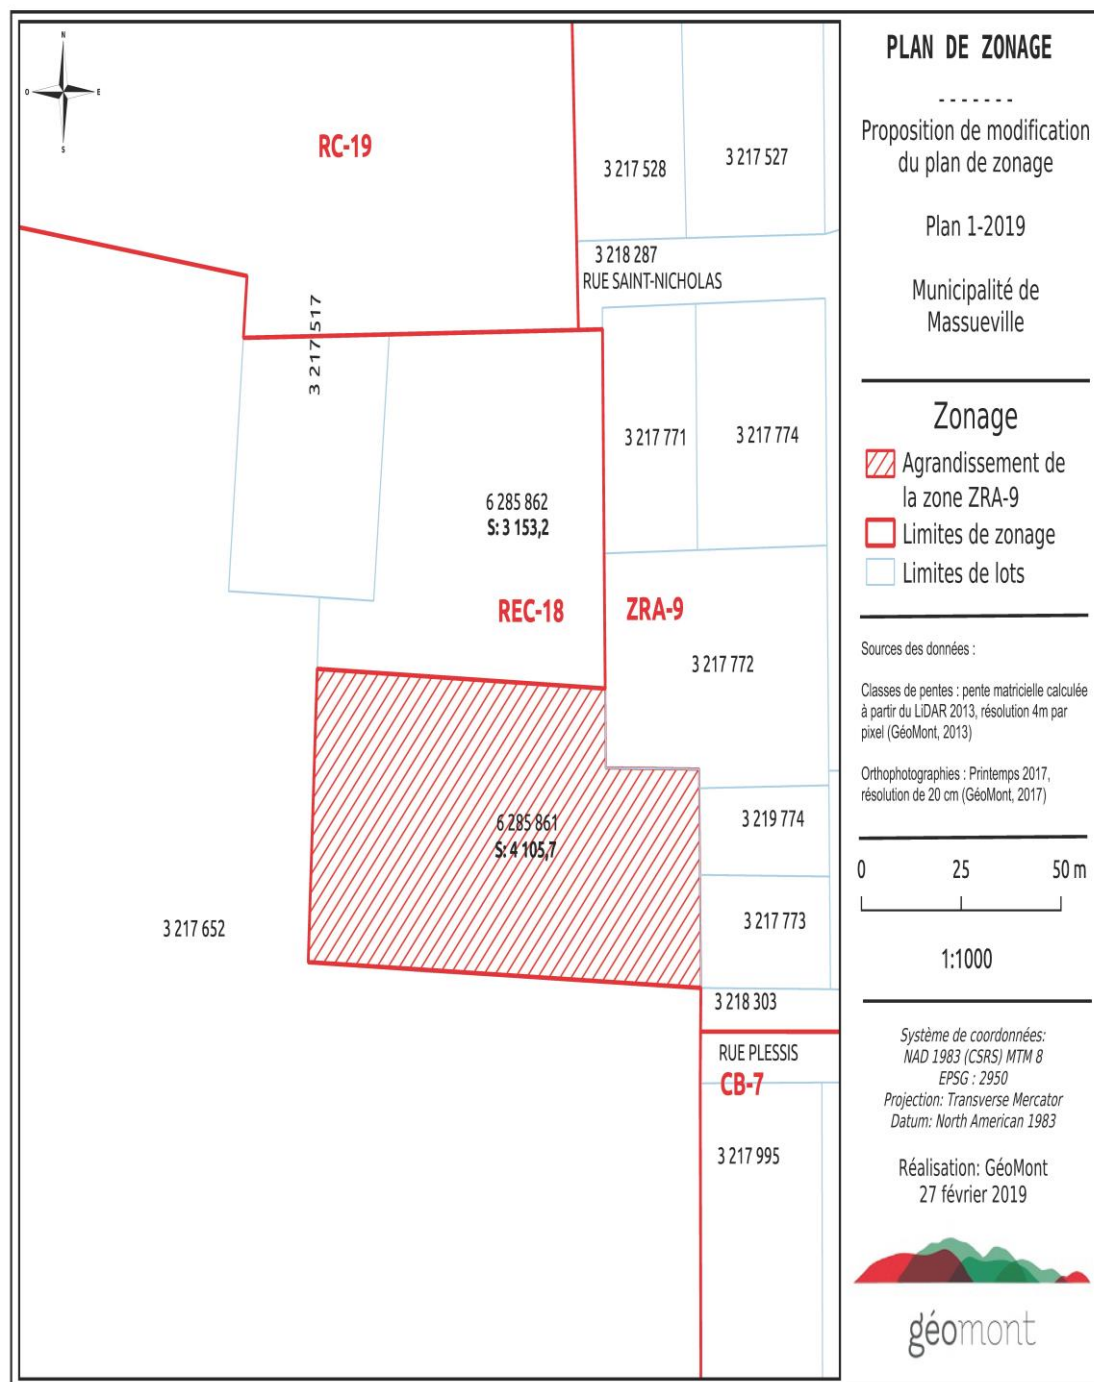 N
O
E
S
RC-19
3 217 528
3 217 527
3 218 287
RUE SAINT-NICHOLAS
3 217 517
3 217 771
3 217 774
6 285 862
S: 3 153,2
REC-18
ZRA-9
3 217 772
6 285 861
S: 4 105,7
3 219 774
3 217 652
3 217 773
3 218 303
RUE PLESSIS
CB-7
3 217 995
PLAN DE ZONAGE
- - - - - - -
Proposition de modification
du plan de zonage
Plan 1-2019
Municipalité de
Massueville
Zonage
Agrandissement de
la zone ZRA-9
Limites de zonage
Limites de lots
Sources des données :
Classes de pentes : pente matricielle calculée
à partir du LiDAR 2013, résolution 4m par
pixel (GéoMont, 2013)
Orthophotographies : Printemps 2017,
résolution de 20 cm (GéoMont, 2017)
0 25 50 m
1:1000
Système de coordonnées:
NAD 1983 (CSRS) MTM 8
EPSG : 2950
Projection: Transverse Mercator
Datum: North American 1983
Réalisation: GéoMont
27 février 2019
géomont